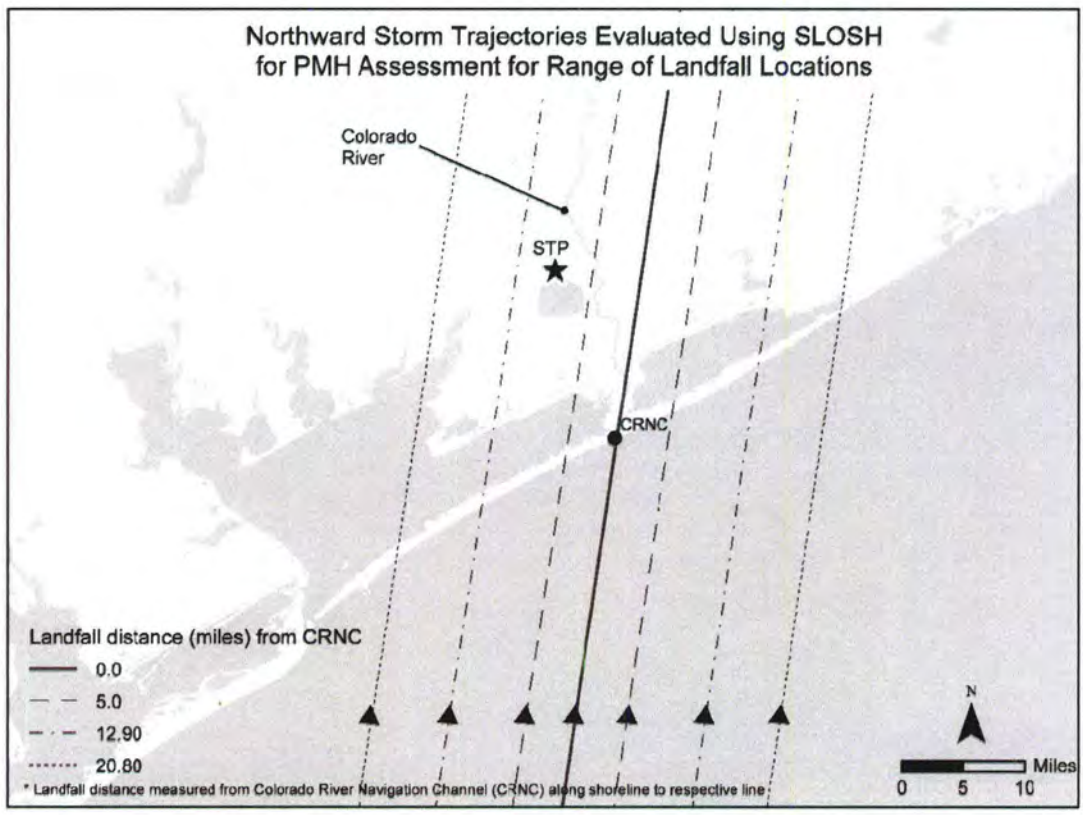 Northward Storm Trajectories Evaluated Using SLOSH
for PMH Assessment for Range of Landfall Locations
Colorado
River
STP
CRNC
Landfall distance (miles) from CRNC
0.0
5.0
12.90
20.80
* Landfall distance measured from Colorado River Navigation Channel (CRNC) along shoreline to respective line
N
Miles
0 5 10